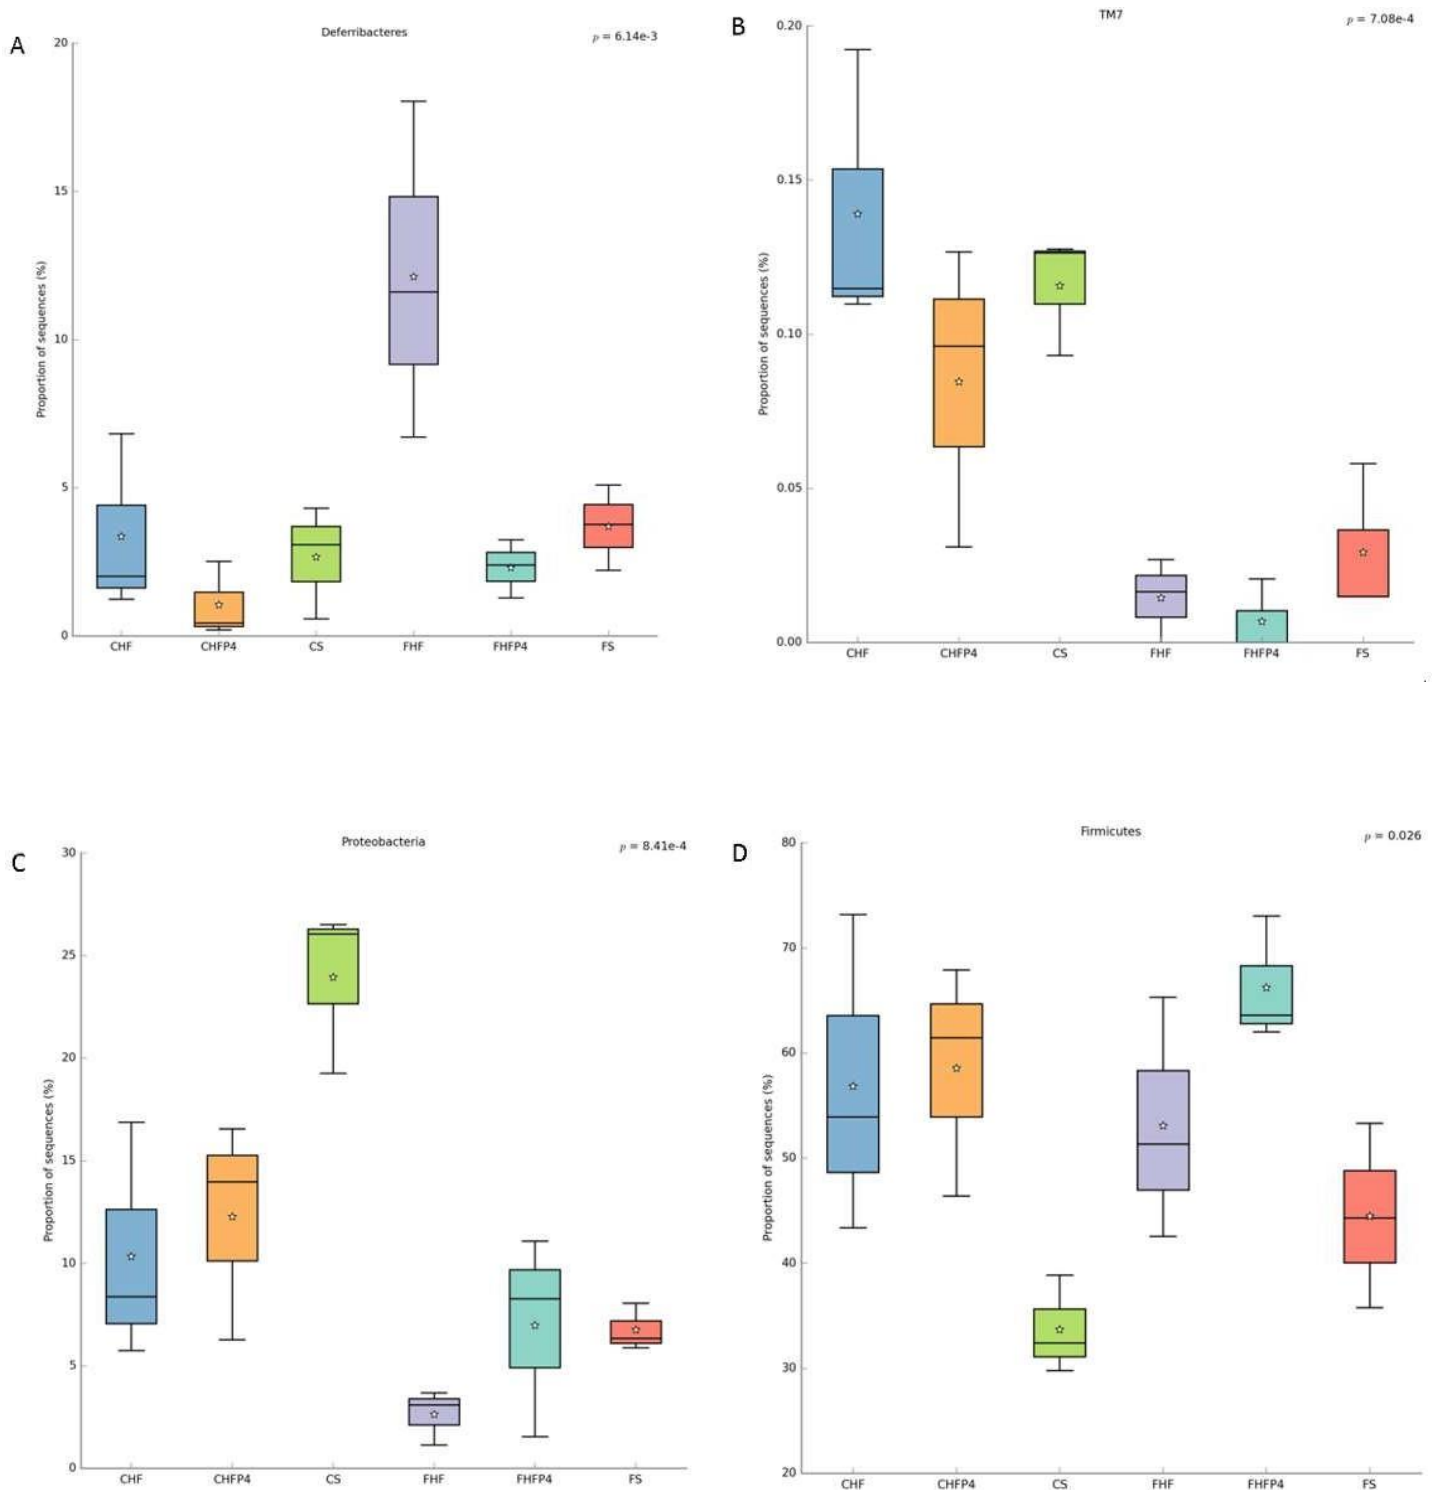 A
Deferribacteres
p = 6.14e-3
Proportion of sequences (%)
20
15
10
5
0
CHF CHFP4 CS FHF FHFP4 FS
B
TM7
p = 7.08e-4
Proportion of sequences (%)
0.20
0.15
0.10
0.05
0.00
CHF CHFP4 CS FHF FHFP4 FS
C
Proteobacteria
p = 8.41e-4
Proportion of sequences (%)
30
25
20
15
10
5
0
CHF CHFP4 CS FHF FHFP4 FS
D
Firmicutes
p = 0.026
Proportion of sequences (%)
80
70
60
50
40
30
20
CHF CHFP4 CS FHF FHFP4 FS